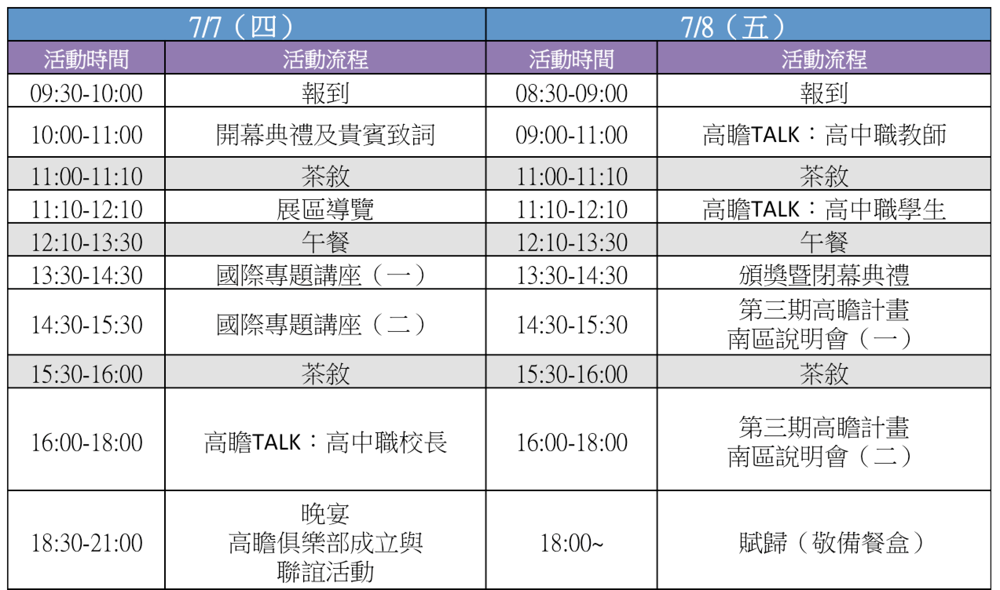 7/7（四） 7/8（五）
活動時間 活動流程 活動時間 活動流程
09:30-10:00 報到 08:30-09:00 報到
10:00-11:00 開幕典禮及貴賓致詞 09:00-11:00 高瞻TALK：高中職教師
11:00-11:10 茶敘 11:00-11:10 茶敘
11:10-12:10 展區導覽 11:10-12:10 高瞻TALK：高中職學生
12:10-13:30 午餐 12:10-13:30 午餐
13:30-14:30 國際專題講座（一） 13:30-14:30 頒獎暨閉幕典禮
14:30-15:30 國際專題講座（二） 14:30-15:30 第三期高瞻計畫
南區說明會（一）
15:30-16:00 茶敘 15:30-16:00 茶敘
16:00-18:00 高瞻TALK：高中職校長 16:00-18:00 第三期高瞻計畫
南區說明會（二）
18:30-21:00 晚宴
高瞻俱樂部成立與
聯誼活動
18:00~ 賦歸（敬備餐盒）